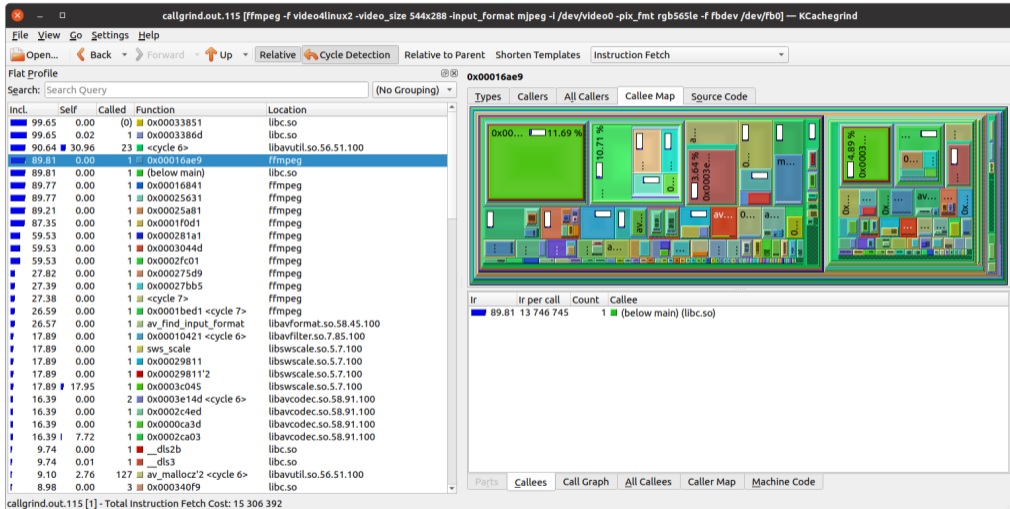 callgrind.out.115 [ffmpeg -f video4linux2 -video_size 544x288 -input_format mjpeg -i /dev/video0 -pix_fmt rgb565le -f fbdev /dev/fb0] — KCachegrind
File View Go Settings Help
Open... Back Forward Up Relative Cycle Detection Relative to Parent Shorten Templates Instruction Fetch
Flat Profile
Search: Search Query (No Grouping)
Incl. Self Called Function Location
99.65 0.00 (0) 0x00033851 libc.so
99.65 0.02 1 0x0003386d libc.so
90.64 30.96 23 <cycle 6> libavutil.so.56.51.100
89.81 0.00 1 0x00016ae9 ffmpeg
89.81 0.00 1 (below main) libc.so
89.77 0.00 1 0x00016841 ffmpeg
89.77 0.00 1 0x00025631 ffmpeg
89.21 0.00 1 0x00025a81 ffmpeg
87.35 0.00 1 0x0001f0d1 ffmpeg
59.53 0.00 1 0x000281a1 ffmpeg
59.53 0.00 1 0x0003044d ffmpeg
59.53 0.00 1 0x0002fc01 ffmpeg
27.82 0.00 1 0x000275d9 ffmpeg
27.39 0.00 1 0x00027bb5 ffmpeg
27.38 0.00 1 <cycle 7> ffmpeg
26.59 0.00 1 0x0001bed1 <cycle 7> ffmpeg
26.57 0.00 1 av_find_input_format libavformat.so.58.45.100
17.89 0.00 1 0x00010421 <cycle 6> libavfilter.so.7.85.100
17.89 0.00 1 sws_scale libswscale.so.5.7.100
17.89 0.00 1 0x00029811 libswscale.so.5.7.100
17.89 0.00 1 0x00029811'2 libswscale.so.5.7.100
17.89 17.95 1 0x0003c045 libswscale.so.5.7.100
16.39 0.00 2 0x0003e14d <cycle 6> libavcodec.so.58.91.100
16.39 0.00 1 0x0002c4ed libavcodec.so.58.91.100
16.39 0.00 1 0x0000ca3d libavcodec.so.58.91.100
16.39 7.72 1 0x0002ca03 libavcodec.so.58.91.100
9.74 0.00 1 __dls2b libc.so
9.74 0.01 1 __dls3 libc.so
9.10 2.76 127 av_mallocz'2 <cycle 6> libavutil.so.56.51.100
8.98 0.00 3 0x000340f9 libc.so
0x00016ae9
Types Callers All Callers Callee Map Source Code
0x00... 11.69 %
10.71 %
a...
3.64 % 0x0003e...
m...
4.89 % 0x0003...
0...
av...
av...
0...
a...
a...
Ir Ir per call Count Callee
89.81 13 746 745 1 (below main) (libc.so)
Parts Callees Call Graph All Callees Caller Map Machine Code
callgrind.out.115 [1] - Total Instruction Fetch Cost: 15 306 392